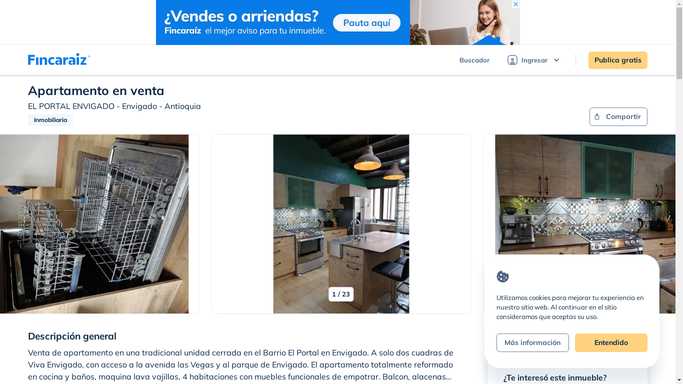 ¿Vendes o arriendas?
Fincaraíz el mejor aviso para tu inmueble.
Pauta aquí
Fincaraíz
Buscador
Ingresar
Publica gratis
Apartamento en venta
EL PORTAL ENVIGADO - Envigado - Antioquia
Inmobiliaria
Compartir
1 / 23
Utilizamos cookies para mejorar tu experiencia en
nuestro sitio web. Al continuar en el sitio
consideramos que aceptas su uso.
Más información
Entendido
Descripción general
Venta de apartamento en una tradicional unidad cerrada en el Barrio El Portal en Envigado. A solo dos cuadras de
Viva Envigado, con acceso a la avenida las Vegas y al parque de Envigado. El apartamento totalmente reformado
en cocina y baños, maquina lava vajillas, 4 habitaciones con muebles funcionales de empotrar. Balcon, alacenas...
¿Te interesó este inmueble?